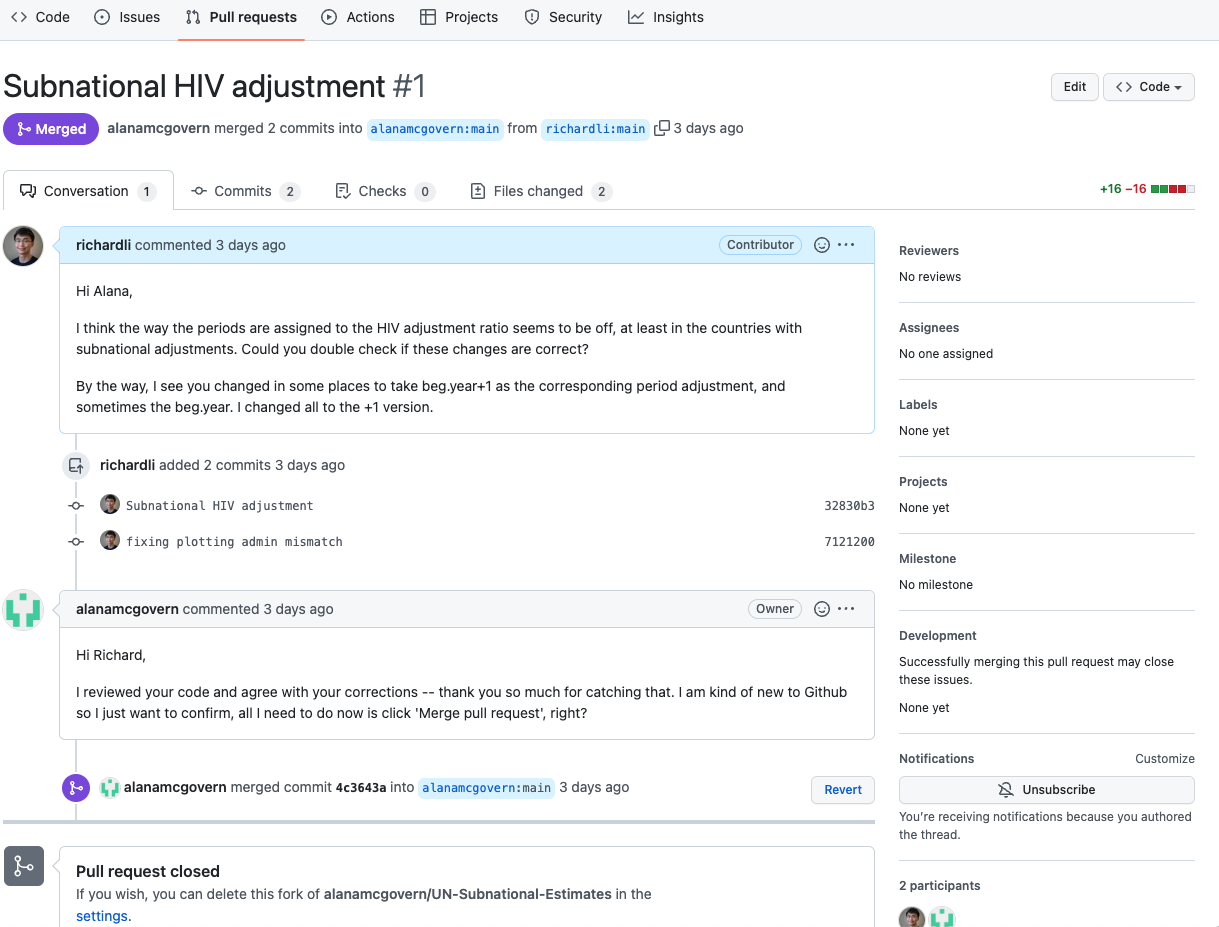 Code Issues Pull requests Actions Projects Security Insights
Subnational HIV adjustment #1
Edit Code
Merged alanamcgovern merged 2 commits into alanamcgovern:main from richardli:main 3 days ago
Conversation 1 Commits 2 Checks 0 Files changed 2
+16 −16
richardli commented 3 days ago Contributor
Hi Alana,
I think the way the periods are assigned to the HIV adjustment ratio seems to be off, at least in the countries with
subnational adjustments. Could you double check if these changes are correct?
By the way, I see you changed in some places to take beg.year+1 as the corresponding period adjustment, and
sometimes the beg.year. I changed all to the +1 version.
richardli added 2 commits 3 days ago
Subnational HIV adjustment 32830b3
fixing plotting admin mismatch 7121200
alanamcgovern commented 3 days ago Owner
Hi Richard,
I reviewed your code and agree with your corrections -- thank you so much for catching that. I am kind of new to Github
so I just want to confirm, all I need to do now is click 'Merge pull request', right?
alanamcgovern merged commit 4c3643a into alanamcgovern:main 3 days ago Revert
Pull request closed
If you wish, you can delete this fork of alanamcgovern/UN-Subnational-Estimates in the
settings.
Reviewers
No reviews
Assignees
No one assigned
Labels
None yet
Projects
None yet
Milestone
No milestone
Development
Successfully merging this pull request may close
these issues.
None yet
Notifications Customize
Unsubscribe
You're receiving notifications because you authored
the thread.
2 participants